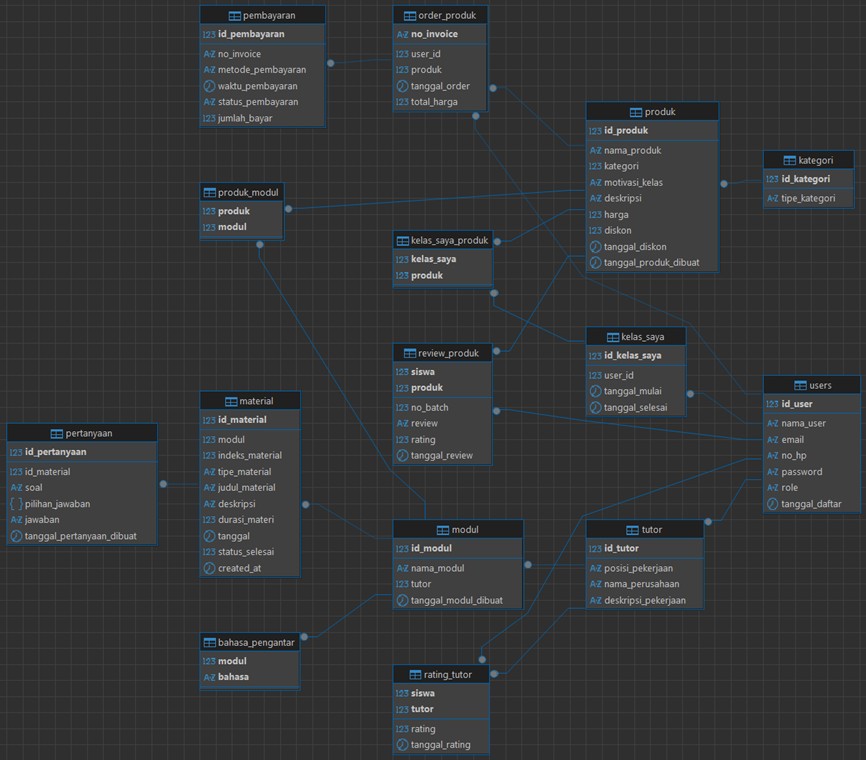 pembayaran
123 id_pembayaran
A-Z no_invoice
A-Z metode_pembayaran
waktu_pembayaran
A-Z status_pembayaran
123 jumlah_bayar
order_produk
A-Z no_invoice
123 user_id
123 produk
tanggal_order
123 total_harga
produk
123 id_produk
A-Z nama_produk
123 kategori
A-Z motivasi_kelas
A-Z deskripsi
123 harga
123 diskon
tanggal_diskon
tanggal_produk_dibuat
kategori
123 id_kategori
A-Z tipe_kategori
produk_modul
123 produk
123 modul
kelas_saya_produk
123 kelas_saya
123 produk
kelas_saya
123 id_kelas_saya
123 user_id
tanggal_mulai
tanggal_selesai
review_produk
123 siswa
123 produk
123 no_batch
A-Z review
123 rating
tanggal_review
users
123 id_user
A-Z nama_user
A-Z email
A-Z no_hp
A-Z password
A-Z role
tanggal_daftar
material
123 id_material
123 modul
123 indeks_material
A-Z tipe_material
A-Z judul_material
A-Z deskripsi
123 durasi_materi
tanggal
123 status_selesai
created_at
pertanyaan
123 id_pertanyaan
123 id_material
A-Z soal
{ } pilihan_jawaban
A-Z jawaban
tanggal_pertanyaan_dibuat
modul
123 id_modul
A-Z nama_modul
123 tutor
tanggal_modul_dibuat
tutor
123 id_tutor
A-Z posisi_pekerjaan
A-Z nama_perusahaan
A-Z deskripsi_pekerjaan
bahasa_pengantar
123 modul
A-Z bahasa
rating_tutor
123 siswa
123 tutor
123 rating
tanggal_rating